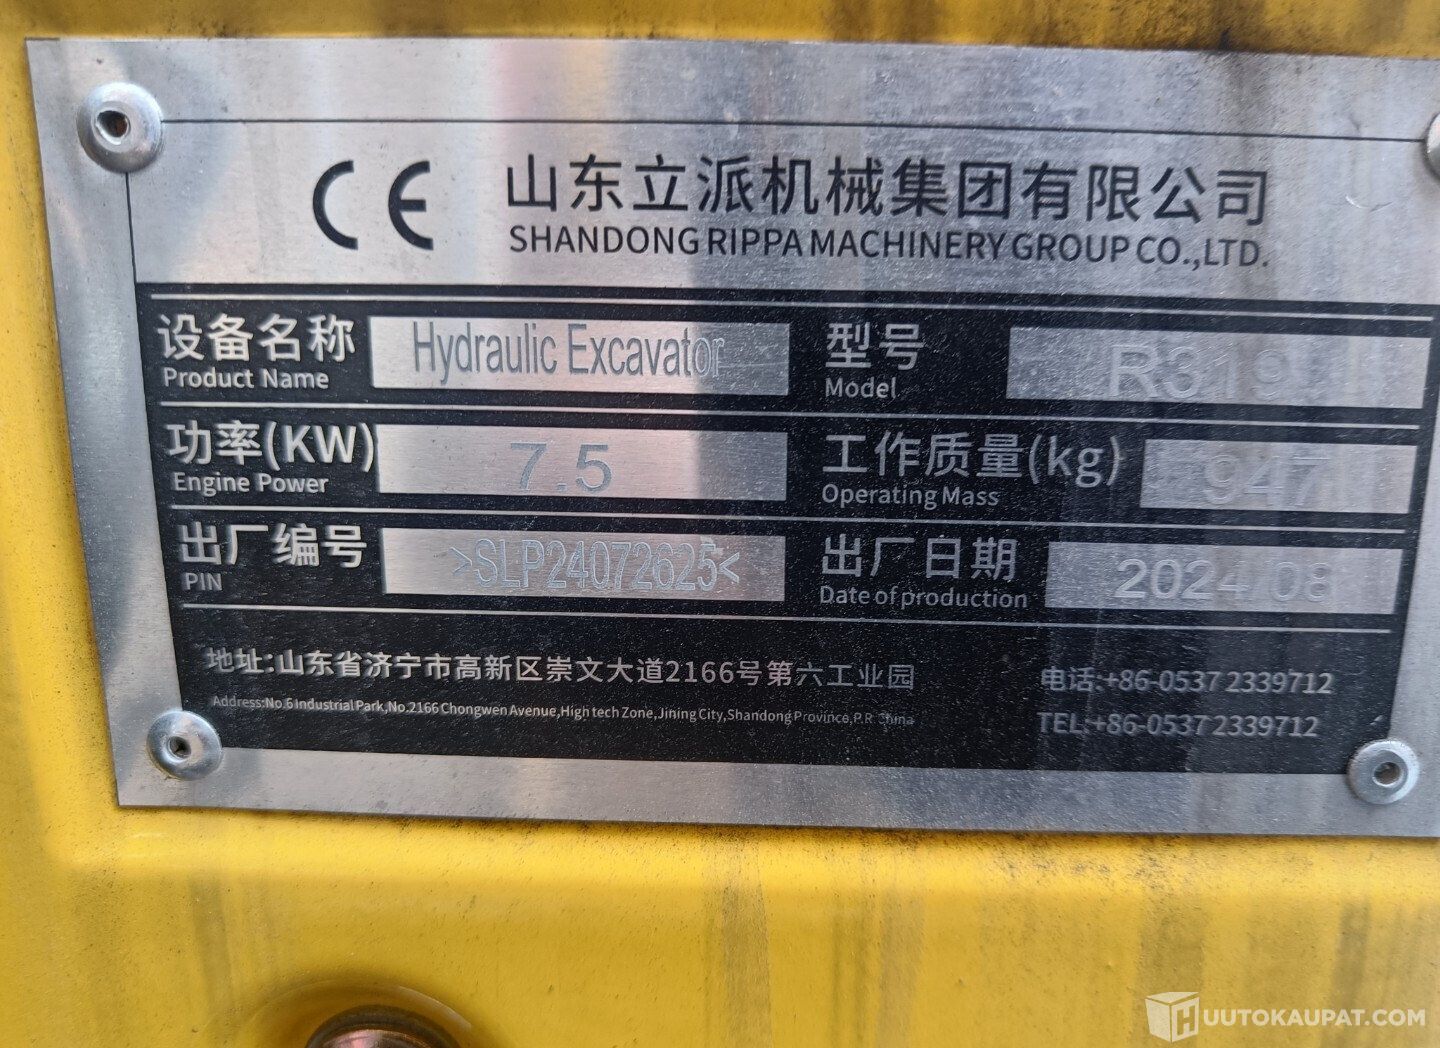 CE 山东立派机械集团有限公司
SHANDONG RIPPA MACHINERY GROUP CO.,LTD.
设备名称 Hydraulic Excavator 型号 R319
Product Name Model
功率(KW) 7.5 工作质量(kg) 947
Engine Power Operating Mass
出厂编号 >SLP24072625< 出厂日期 2024/08
PIN Date of production
地址:山东省济宁市高新区崇文大道2166号第六工业园 电话:+86-0537 2339712
Address:No.6 Industrial Park,No.2166 Chongwen Avenue,High tech Zone,Jining City,Shandong Province,P.R. China TEL:+86-0537 2339712
HUUTOKAUPAT.COM